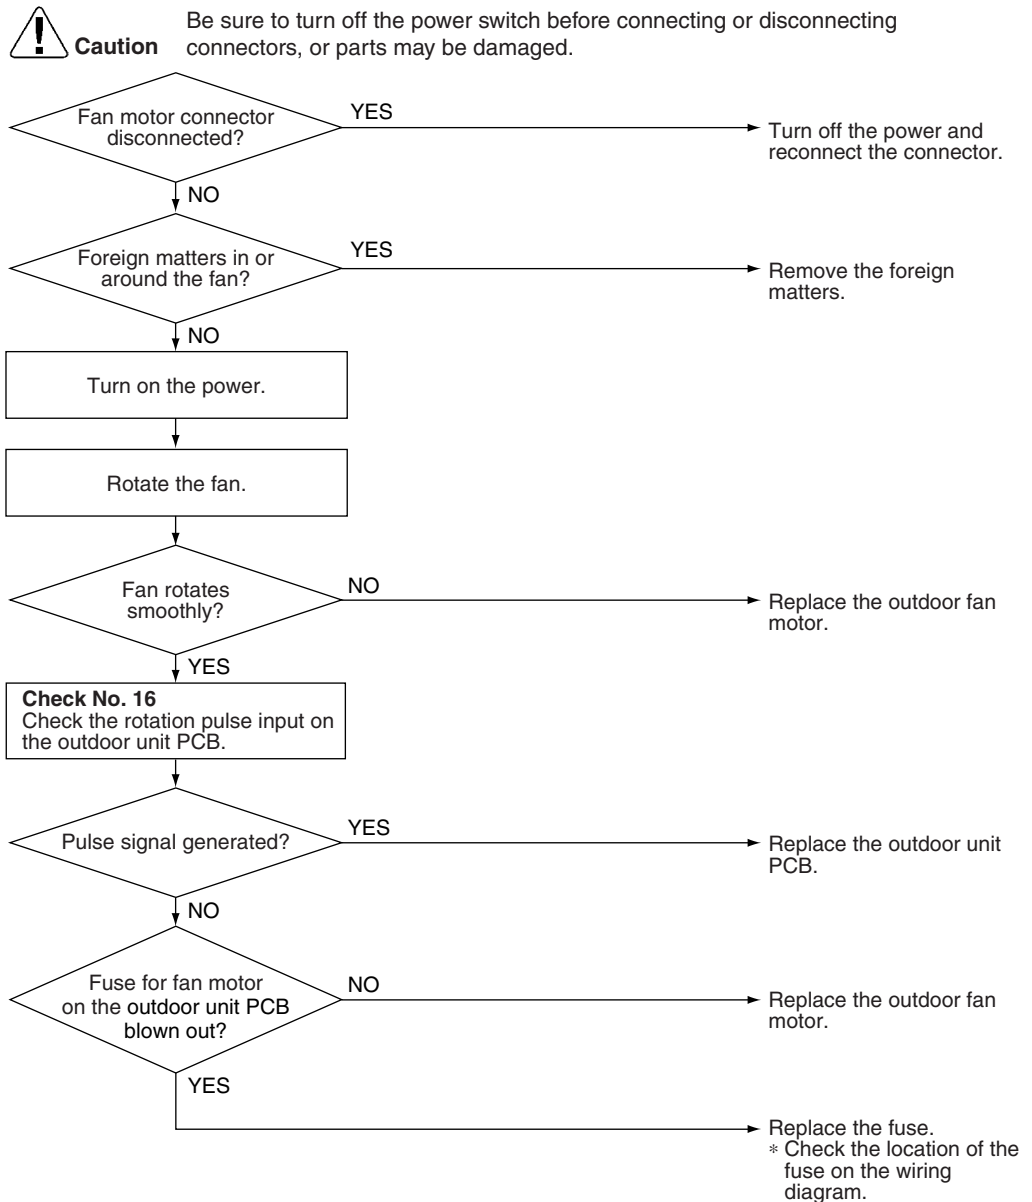 Be sure to turn off the power switch before connecting or disconnecting
Caution connectors, or parts may be damaged.
Fan motor connector
disconnected?
YES
Turn off the power and
reconnect the connector.
NO
Foreign matters in or
around the fan?
YES
Remove the foreign
matters.
NO
Turn on the power.
Rotate the fan.
Fan rotates
smoothly?
NO
Replace the outdoor fan
motor.
YES
Check No. 16
Check the rotation pulse input on
the outdoor unit PCB.
Pulse signal generated?
YES
Replace the outdoor unit
PCB.
NO
Fuse for fan motor
on the outdoor unit PCB
blown out?
NO
Replace the outdoor fan
motor.
YES
Replace the fuse.
* Check the location of the
fuse on the wiring
diagram.